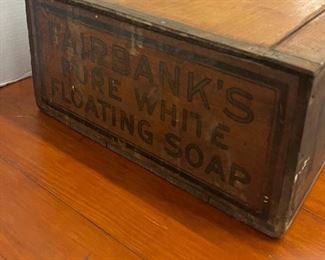 FAIRBANK'S
PURE WHITE
FLOATING SOAP